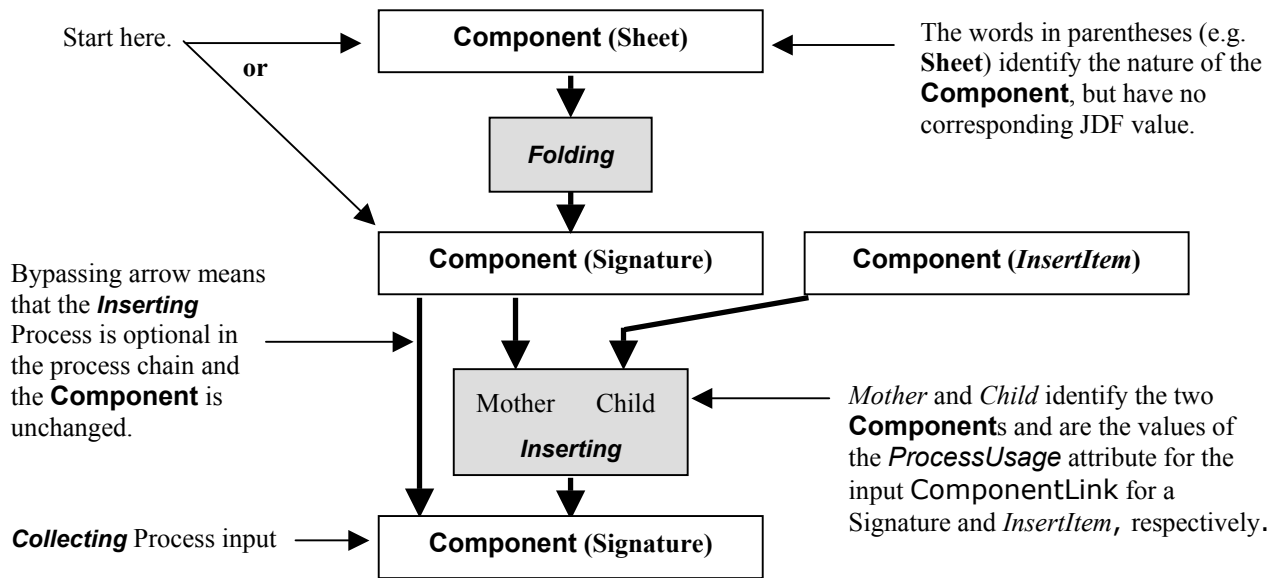 Start here.
or
Component (Sheet)
The words in parentheses (e.g.
Sheet) identify the nature of the
Component, but have no
corresponding JDF value.
Folding
Component (Signature)
Component (InsertItem)
Bypassing arrow means
that the Inserting
Process is optional in
the process chain and
the Component is
unchanged.
Mother Child
Inserting
Mother and Child identify the two
Components and are the values of
the ProcessUsage attribute for the
input ComponentLink for a
Signature and InsertItem, respectively.
Collecting Process input
Component (Signature)